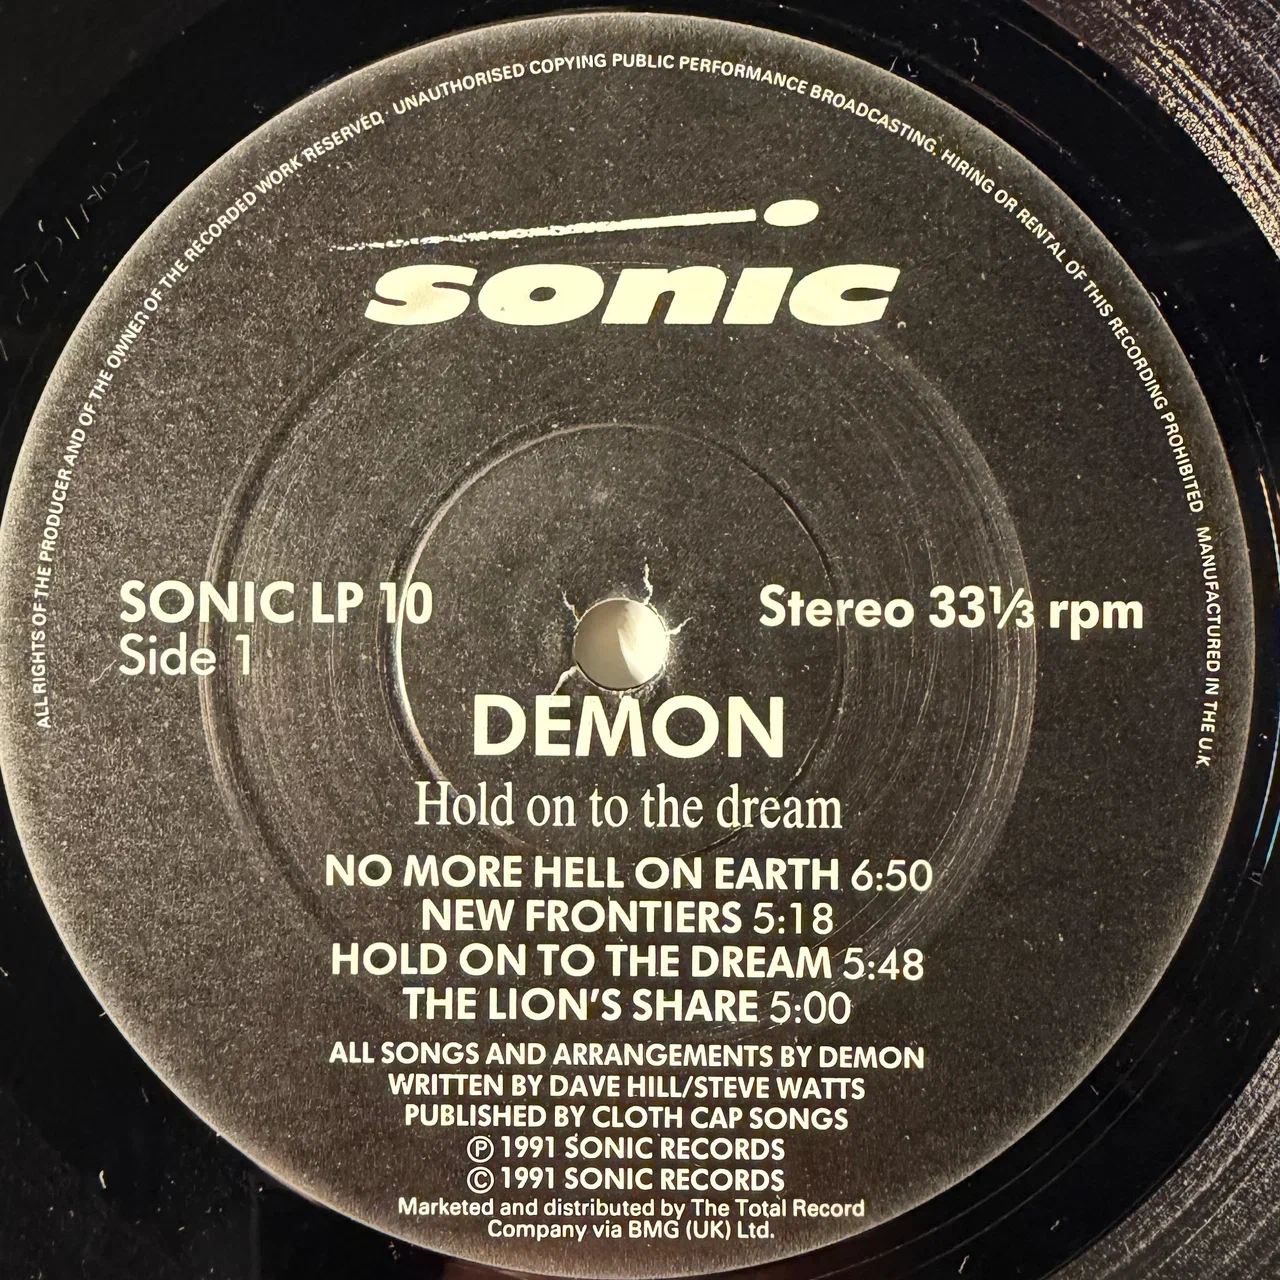 ALL RIGHTS OF THE PRODUCER AND OF THE OWNER OF THE RECORDED WORK RESERVED. UNAUTHORISED COPYING PUBLIC PERFORMANCE BROADCASTING. HIRING OR RENTAL OF THIS RECORDING PROHIBITED MANUFACTURED IN THE U.K
sonic
SONIC LP 10
Side 1
Stereo 33⅓ rpm
DEMON
Hold on to the dream
NO MORE HELL ON EARTH 6:50
NEW FRONTIERS 5:18
HOLD ON TO THE DREAM 5:48
THE LION'S SHARE 5:00
ALL SONGS AND ARRANGEMENTS BY DEMON
WRITTEN BY DAVE HILL/STEVE WATTS
PUBLISHED BY CLOTH CAP SONGS
℗ 1991 SONIC RECORDS
© 1991 SONIC RECORDS
Marketed and distributed by The Total Record
Company via BMG (UK) Ltd.